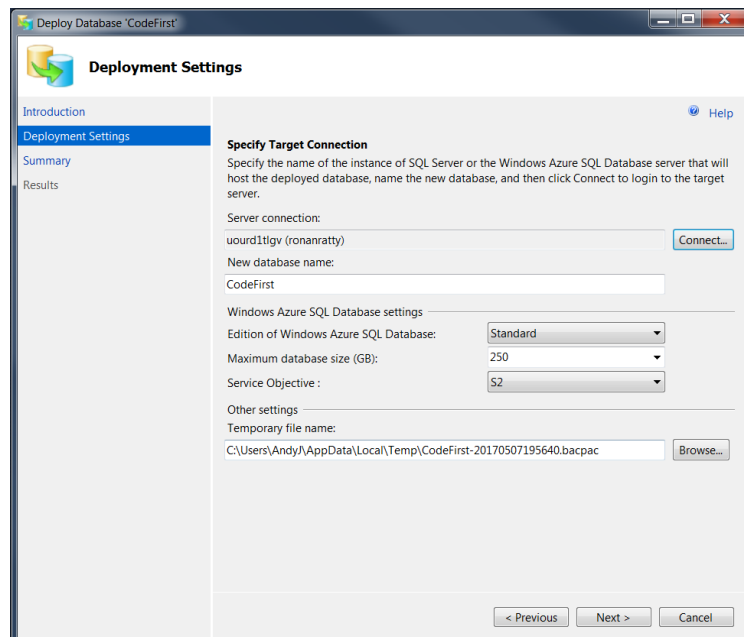 Deploy Database 'CodeFirst'
Deployment Settings
Introduction
Deployment Settings
Summary
Results
Help
Specify Target Connection
Specify the name of the instance of SQL Server or the Windows Azure SQL Database server that will
host the deployed database, name the new database, and then click Connect to login to the target
server.
Server connection:
uourd1tlgv (ronanratty)
Connect...
New database name:
CodeFirst
Windows Azure SQL Database settings
Edition of Windows Azure SQL Database:
Standard
Maximum database size (GB):
250
Service Objective :
S2
Other settings
Temporary file name:
C:\Users\AndyJ\AppData\Local\Temp\CodeFirst-20170507195640.bacpac
Browse...
< Previous
Next >
Cancel